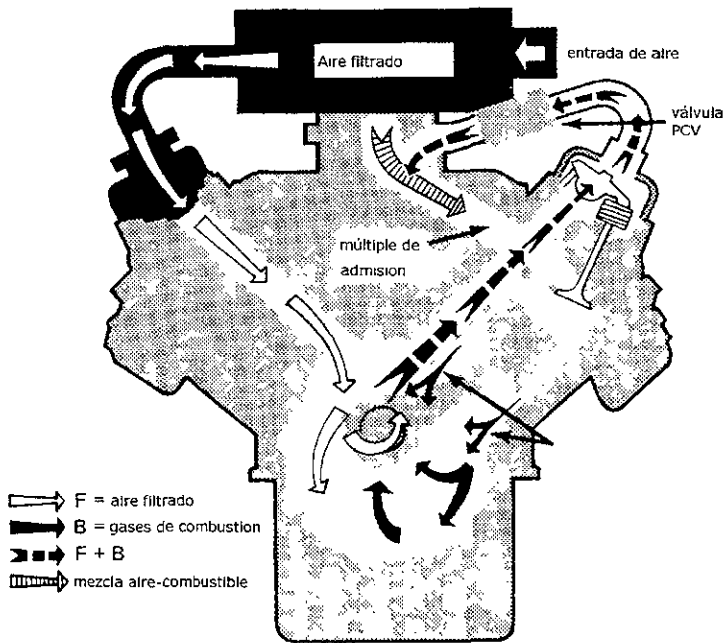 Aire filtrado
entrada de aire
válvula
PCV
múltiple de
admision
F = aire filtrado
B = gases de combustion
F + B
mezcla aire-combustible